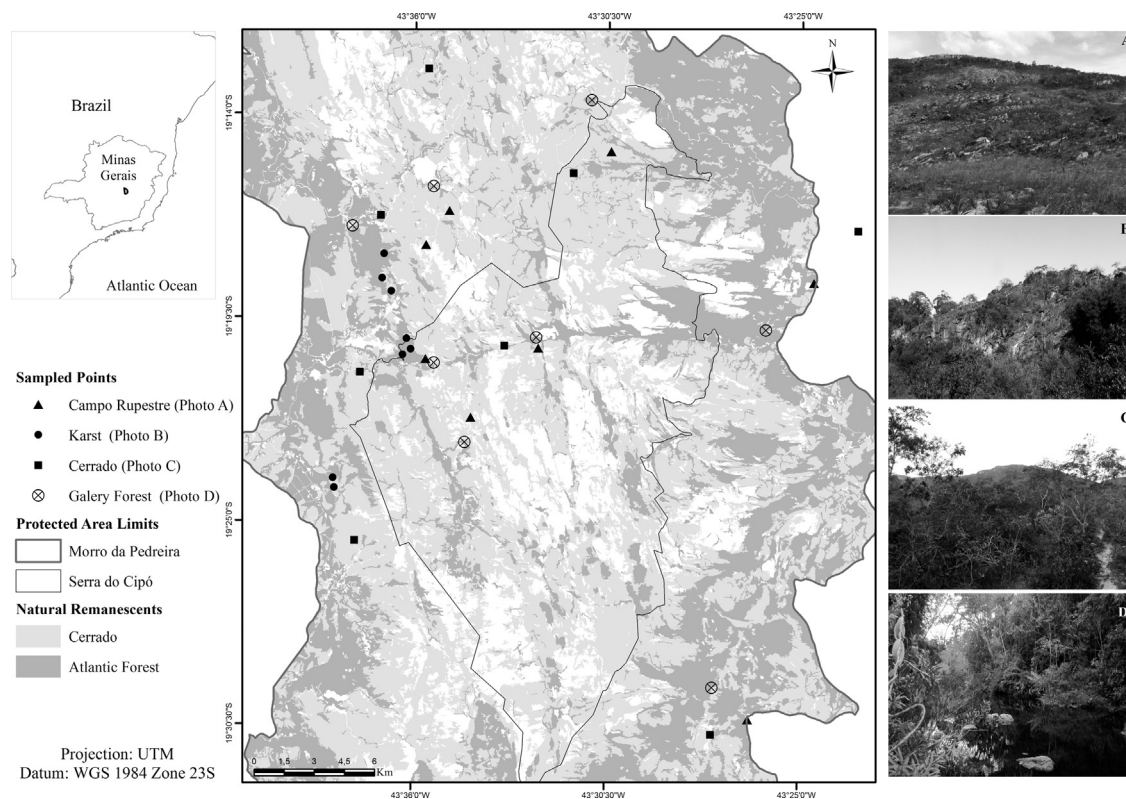 Brazil
Minas
Gerais
Atlantic Ocean
Sampled Points
Campo Rupestre (Photo A)
Karst (Photo B)
Cerrado (Photo C)
Galery Forest (Photo D)
Protected Area Limits
Morro da Pedreira
Serra do Cipó
Natural Remanescents
Cerrado
Atlantic Forest
Projection: UTM
Datum: WGS 1984 Zone 23S
43°36'0"W 43°30'30"W 43°25'0"W
N
19°14'0"S
19°19'30"S
19°25'0"S
19°30'30"S
0 1,5 3 4,5 6
Km
43°36'0"W 43°30'30"W 43°25'0"W
D